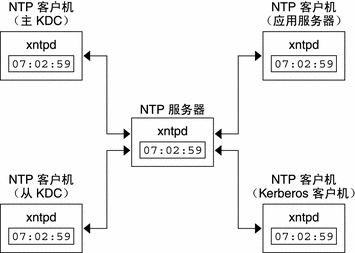 NTP 客户机
（主 KDC）
xntpd
07:02:59
NTP 客户机
（应用服务器）
xntpd
07:02:59
NTP 服务器
xntpd
07:02:59
NTP 客户机
（从 KDC）
xntpd
07:02:59
NTP 客户机
（Kerberos 客户机）
xntpd
07:02:59